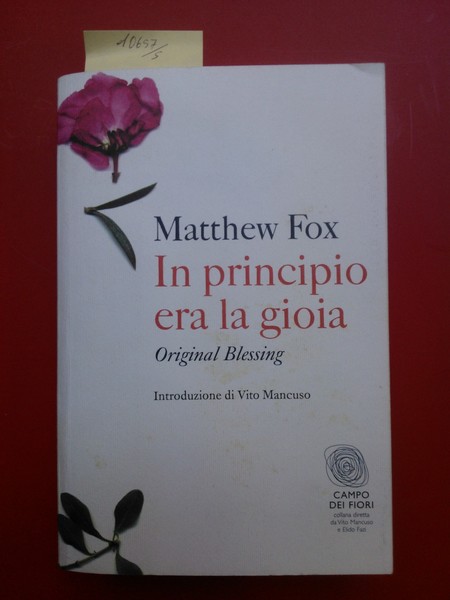 10657/5
Matthew Fox
In principio
era la gioia
Original Blessing
Introduzione di Vito Mancuso
CAMPO
DEI FIORI
collana diretta
da Vito Mancuso
e Elido Fazi